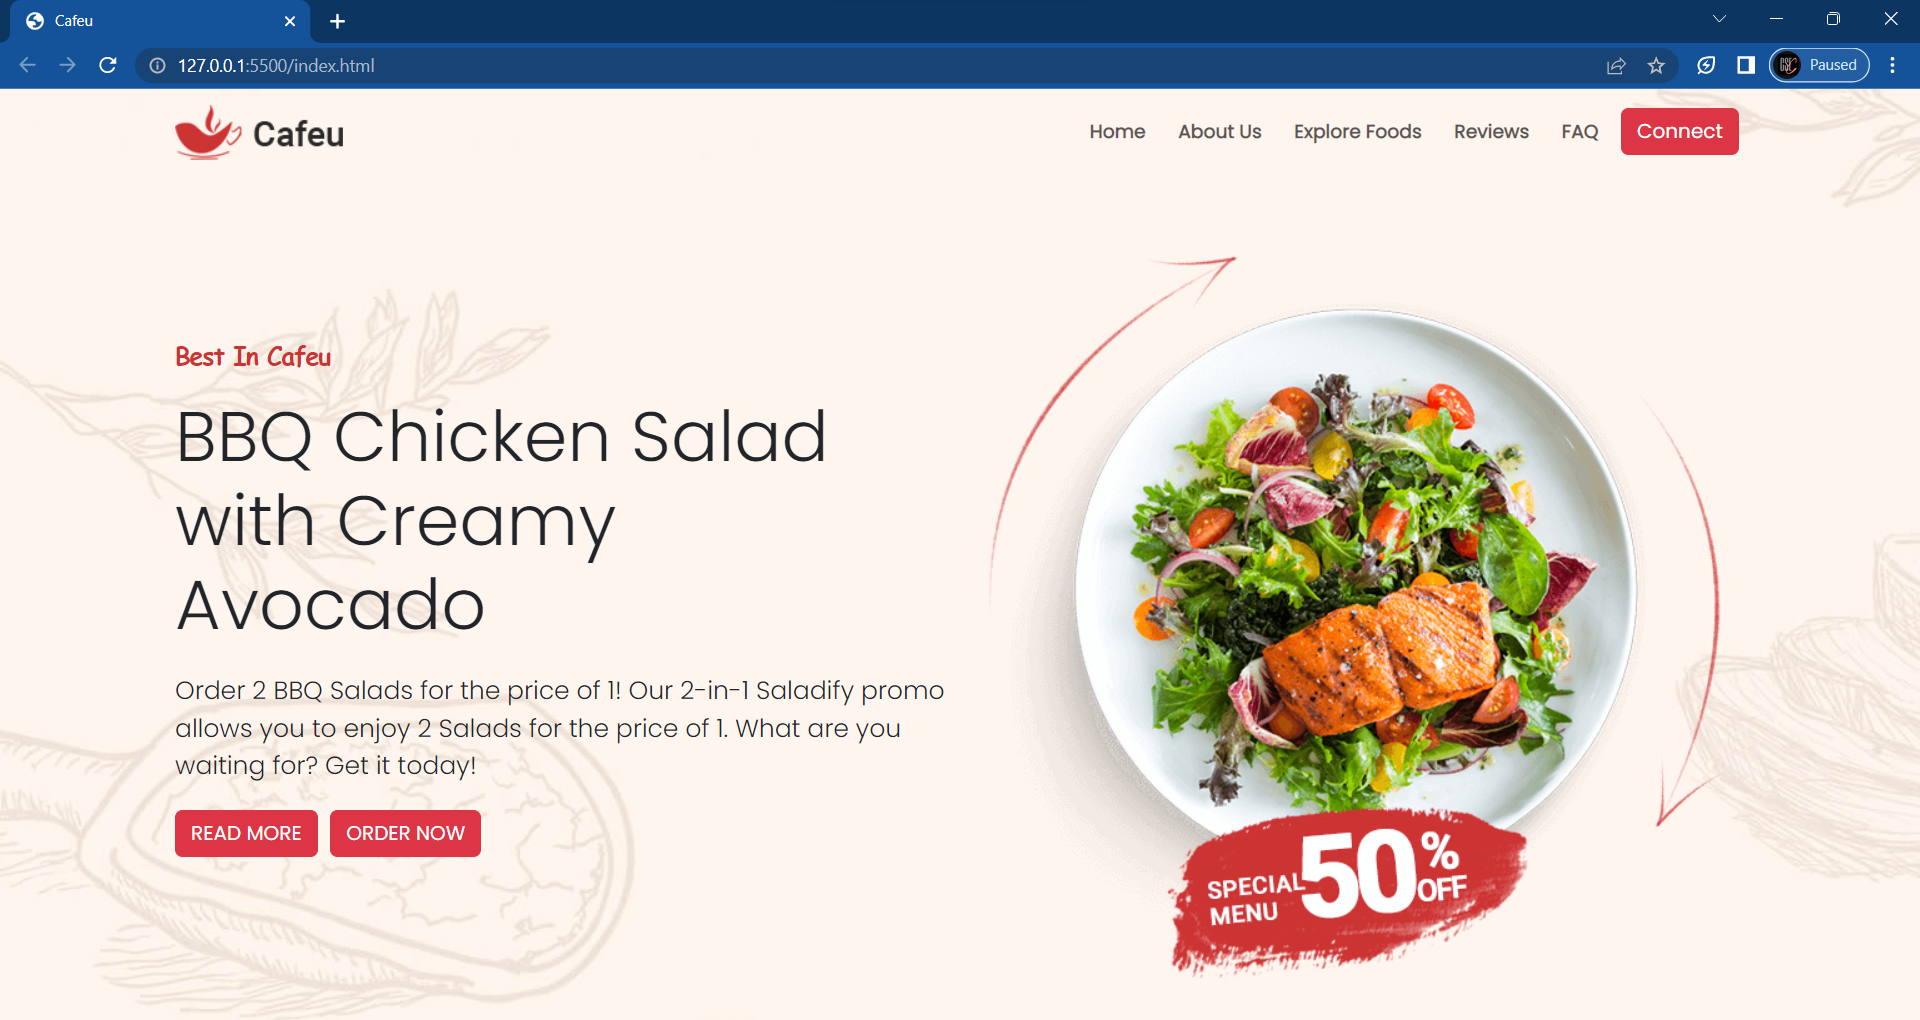 Cafeu
127.0.0.1:5500/index.html
Paused
Cafeu
Home
About Us
Explore Foods
Reviews
FAQ
Connect
Best In Cafeu
BBQ Chicken Salad
with Creamy
Avocado
Order 2 BBQ Salads for the price of 1! Our 2-in-1 Saladify promo
allows you to enjoy 2 Salads for the price of 1. What are you
waiting for? Get it today!
READ MORE
ORDER NOW
SPECIAL
MENU
50%
OFF